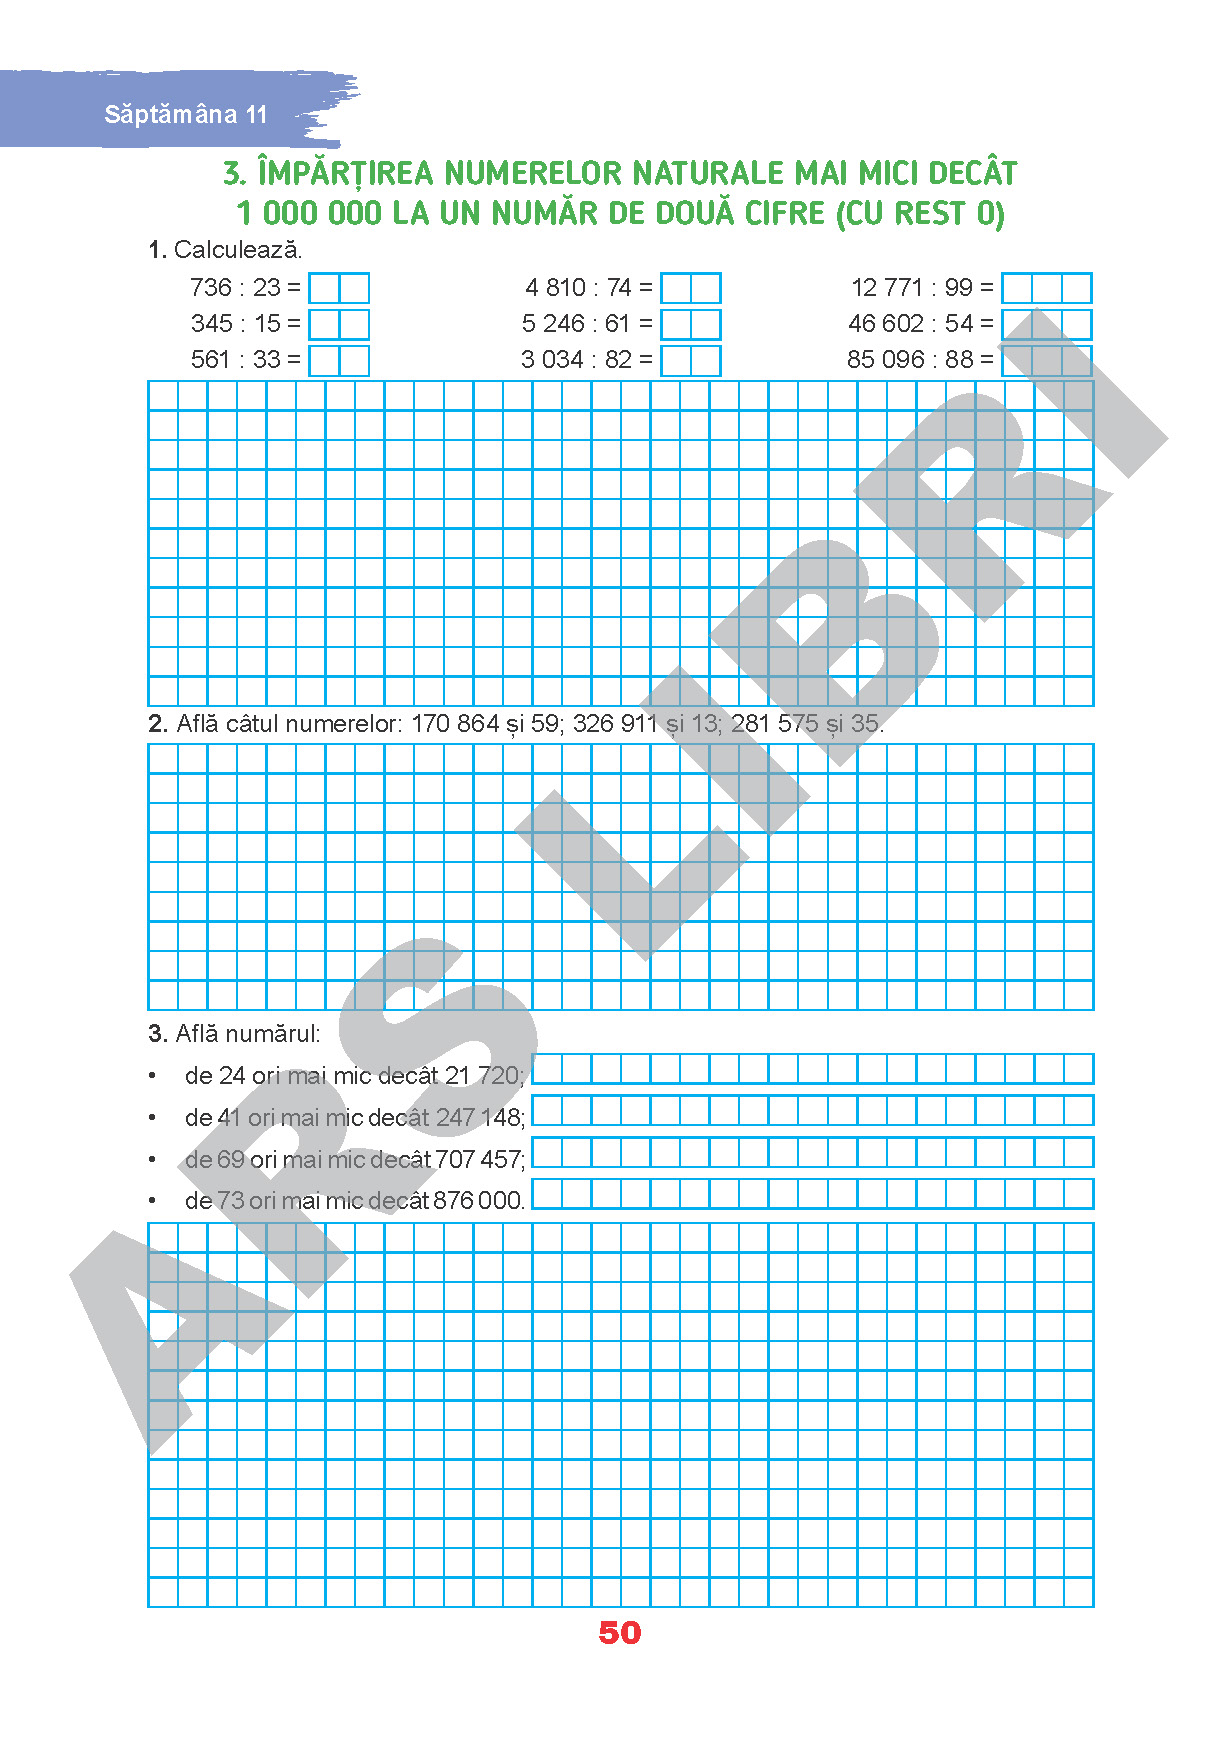 Săptămâna 11
3. ÎMPĂRȚIREA NUMERELOR NATURALE MAI MICI DECÂT
1 000 000 LA UN NUMĂR DE DOUĂ CIFRE (CU REST 0)
1. Calculează.
736 : 23 = 4 810 : 74 = 12 771 : 99 =
345 : 15 = 5 246 : 61 = 46 602 : 54 =
561 : 33 = 3 034 : 82 = 85 096 : 88 =
2. Află câtul numerelor: 170 864 și 59; 326 911 și 13; 281 575 și 35.
3. Află numărul:
• de 24 ori mai mic decât 21 720;
• de 41 ori mai mic decât 247 148;
• de 69 ori mai mic decât 707 457;
• de 73 ori mai mic decât 876 000.
ARS LIBRI
50